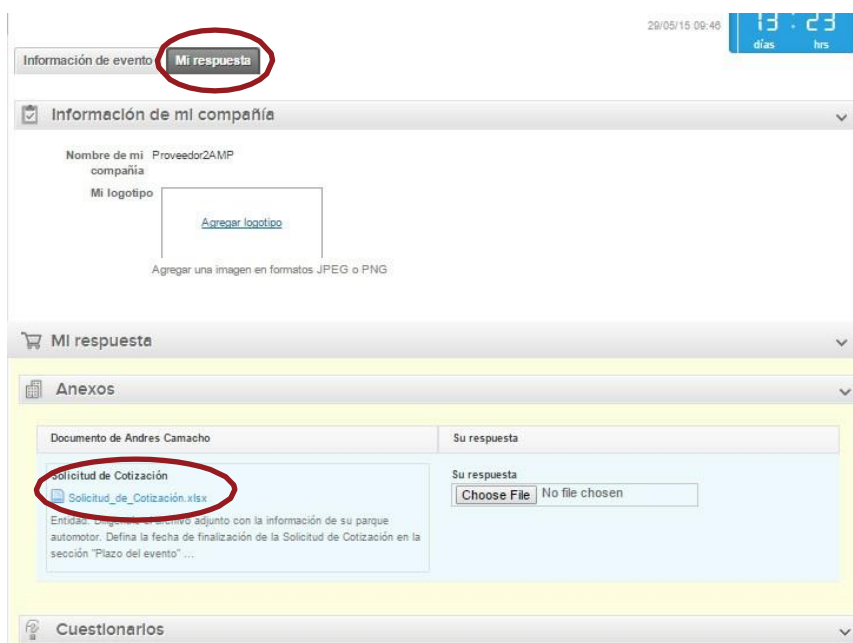 29/05/15 09:46
13 : 23
días hrs
Información de evento Mi respuesta
Información de mi compañía
Nombre de mi compañía Proveedor2AMP
Mi logotipo
Agregar logotipo
Agregar una imagen en formatos JPEG o PNG
Mi respuesta
Anexos
Documento de Andres Camacho Su respuesta
Solicitud de Cotización
Solicitud_de_Cotización.xlsx
Entidad: adjunto con la información de su parque
automotor. Defina la fecha de finalización de la Solicitud de Cotización en la
sección "Plazo del evento" ...
Su respuesta
Choose File No file chosen
Cuestionarios